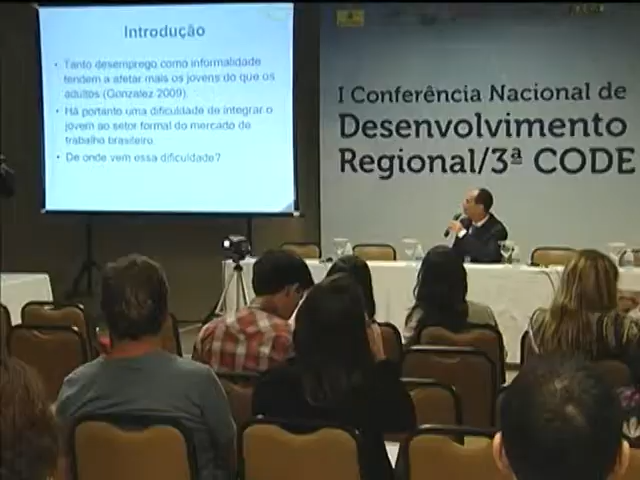 Introdução
• Tanto desemprego como informalidade
tendem a afetar mais os jovens do que os
adultos (Gonzalez 2009).
• Há portanto uma dificuldade de integrar o
jovem ao setor formal do mercado de
trabalho brasileiro.
• De onde vem essa dificuldade?
I Conferência Nacional de
Desenvolvimento
Regional/3ª CODE